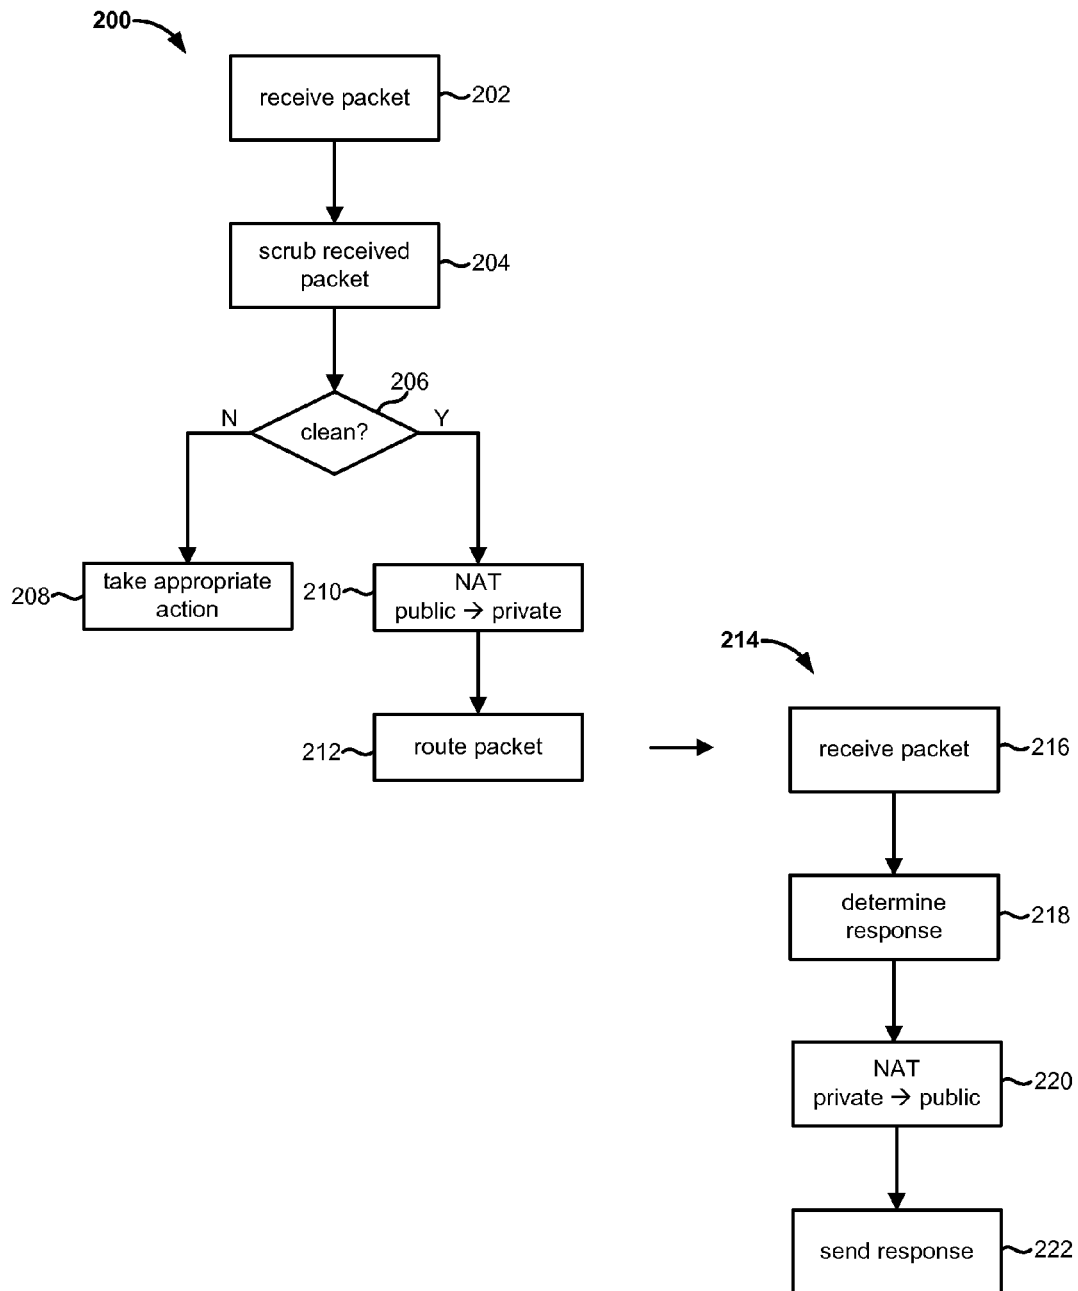 200
receive packet
202
scrub received
packet
204
206
N
clean?
Y
208
take appropriate
action
210
NAT
public → private
212
route packet
214
receive packet
216
determine
response
218
NAT
private → public
220
send response
222